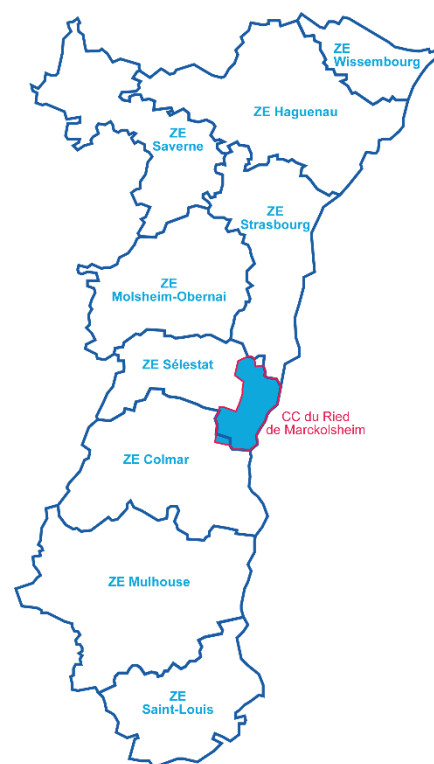 ZE
Wissembourg
ZE Haguenau
ZE
Saverne
ZE
Strasbourg
ZE
Molsheim-Obernai
ZE Sélestat
CC du Ried
de Marckolsheim
ZE Colmar
ZE Mulhouse
ZE
Saint-Louis